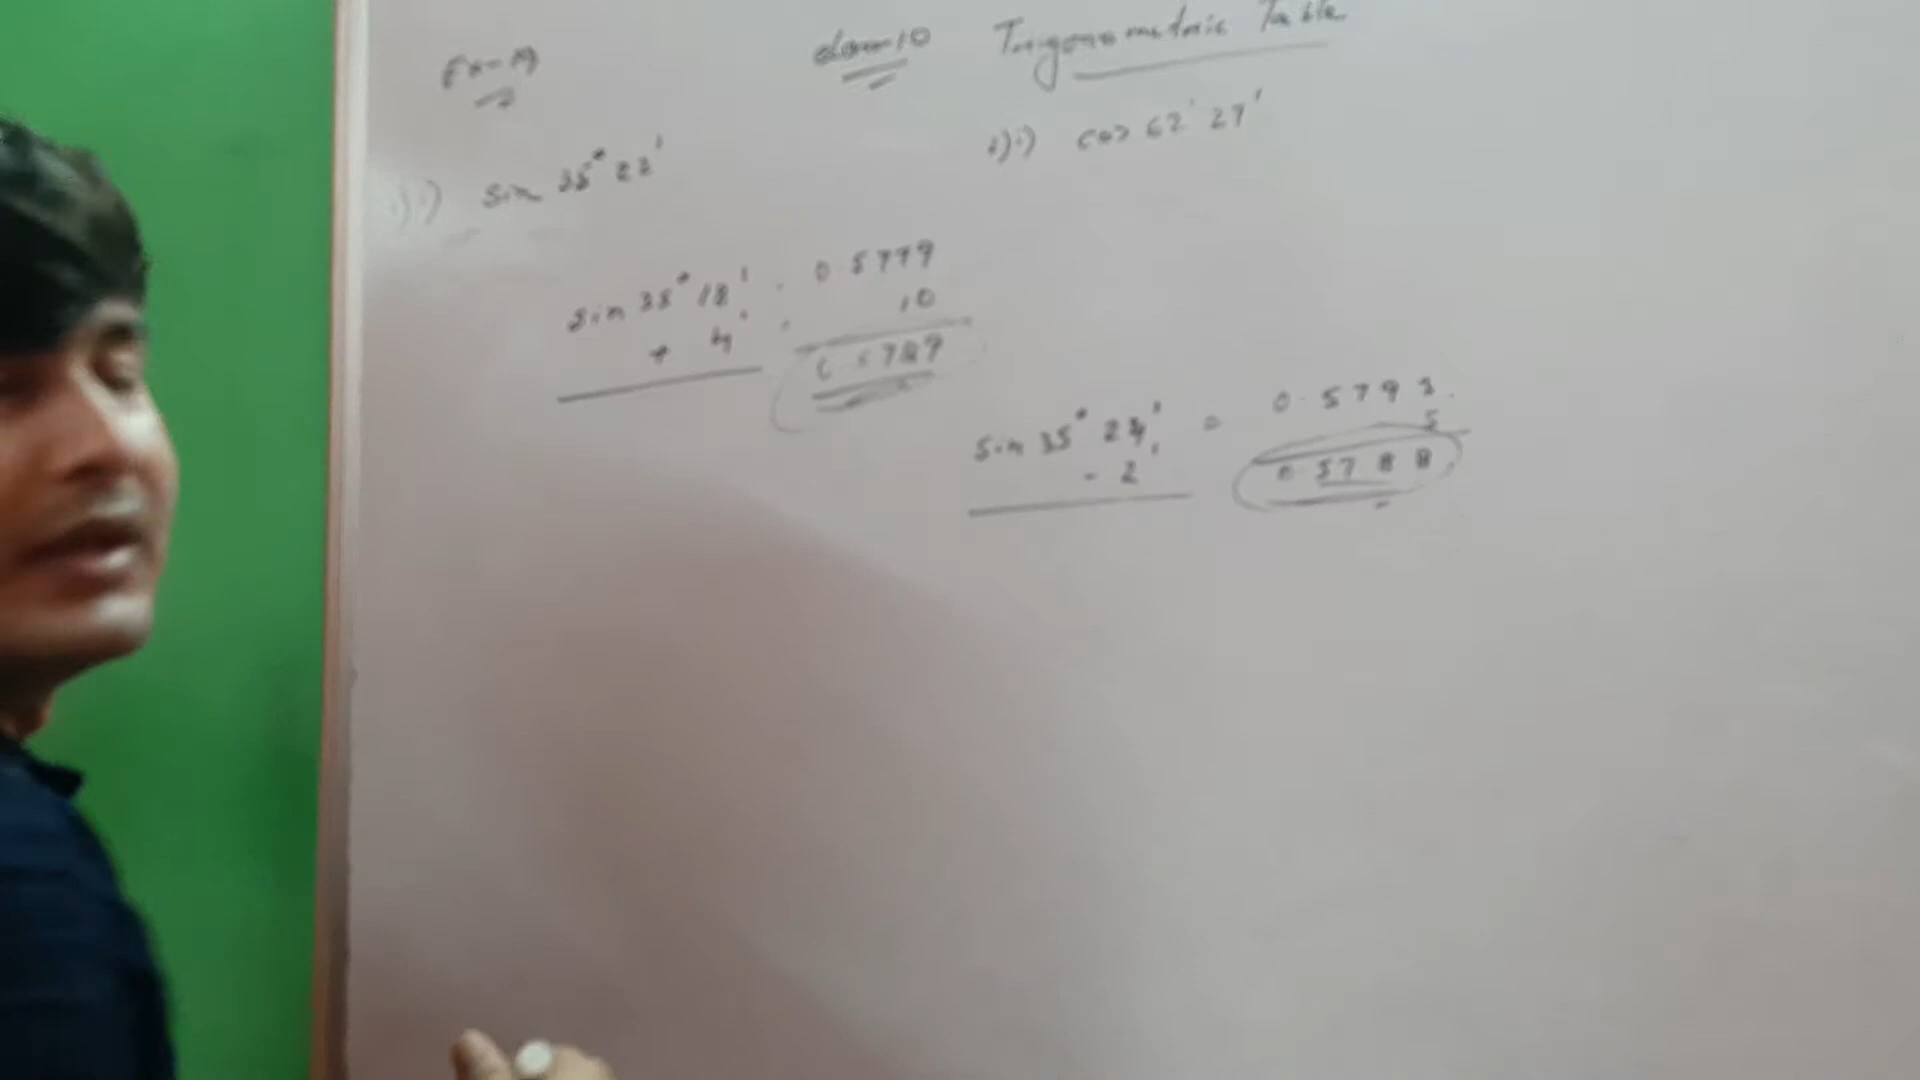 Ex-19
class-10 Trigonometric Table
i) sin 35° 22'
ii) cos 62° 27'
sin 35° 18' = 0.5779
+ 4' = 10
0.5789
sin 35° 24' = 0.5793
- 2' 5
0.5788